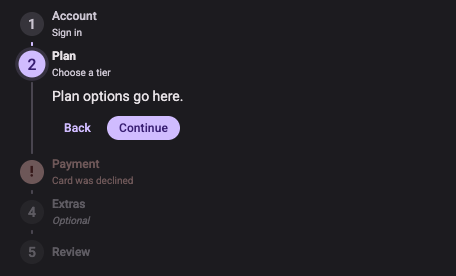 1 Account
Sign in
2 Plan
Choose a tier
Plan options go here.
Back Continue
! Payment
Card was declined
4 Extras
Optional
5 Review